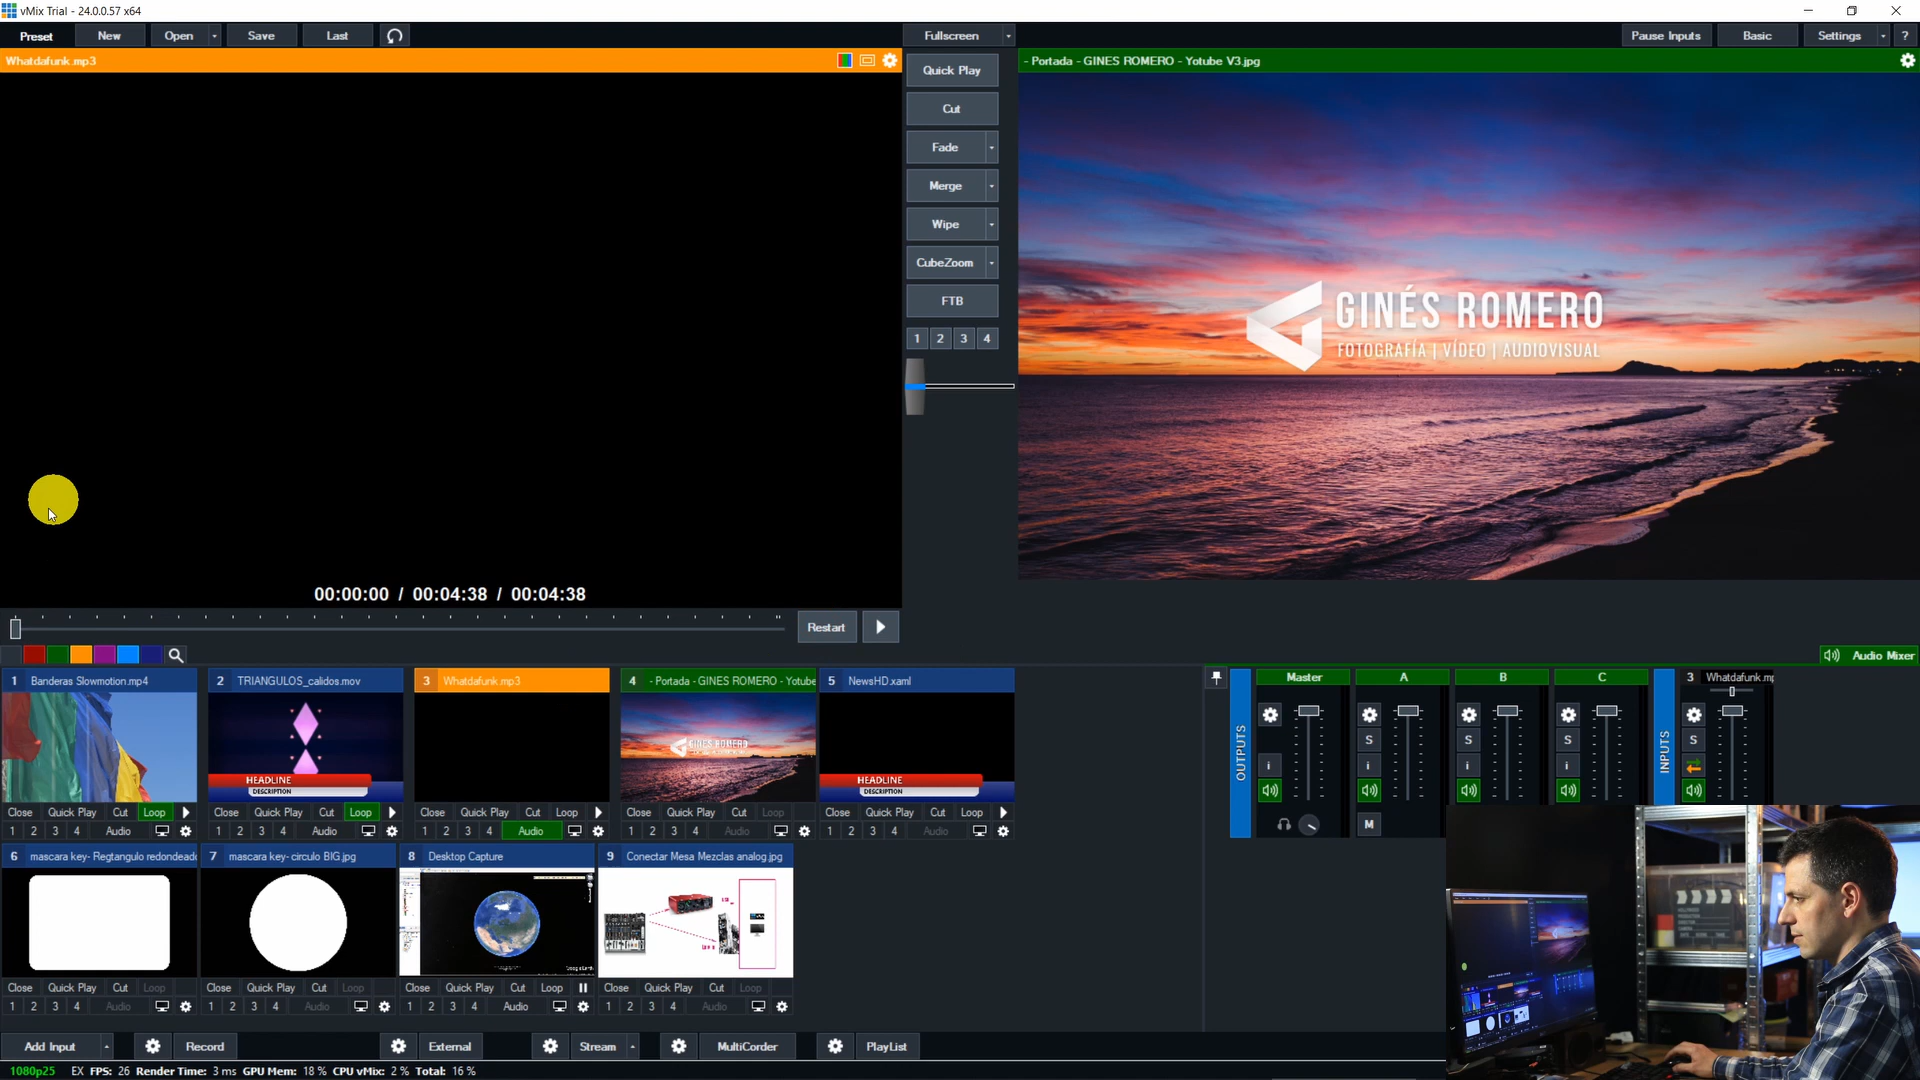 vMix Trial - 24.0.0.57 x64
Preset New Open Save Last Fullscreen Pause Inputs Basic Settings ?
Whatdafunk.mp3
- Portada - GINES ROMERO - Yotube V3.jpg
Quick Play
Cut
Fade
Merge
Wipe
CubeZoom
FTB
1 2 3 4
GINÉS ROMERO
FOTOGRAFÍA | VÍDEO | AUDIOVISUAL
00:00:00 / 00:04:38 / 00:04:38
Restart
Audio Mixer
1 Banderas Slowmotion.mp4
2 TRIANGULOS_calidos.mov
3 Whatdafunk.mp3
4 - Portada - GINES ROMERO - Yotube
5 NewsHD.xaml
GINÉS ROMERO
HEADLINE
DESCRIPTION
HEADLINE
DESCRIPTION
Close Quick Play Cut Loop
1 2 3 4 Audio
Close Quick Play Cut Loop
1 2 3 4 Audio
Close Quick Play Cut Loop
1 2 3 4 Audio
Close Quick Play Cut Loop
1 2 3 4 Audio
Close Quick Play Cut Loop
1 2 3 4 Audio
OUTPUTS
Master A B C
S S S S
i i i i
M
INPUTS
3 Whatdafunk.mp
6 mascara key- Regtangulo redondeado
7 mascara key- circulo BIG.jpg
8 Desktop Capture
9 Conectar Mesa Mezclas analog.jpg
Close Quick Play Cut Loop
1 2 3 4 Audio
Close Quick Play Cut Loop
1 2 3 4 Audio
Close Quick Play Cut Loop
1 2 3 4 Audio
Close Quick Play Cut Loop
1 2 3 4 Audio
Add Input Record External Stream MultiCorder PlayList
1080p25 EX FPS: 26 Render Time: 3 ms GPU Mem: 18 % CPU vMix: 2 % Total: 16 %